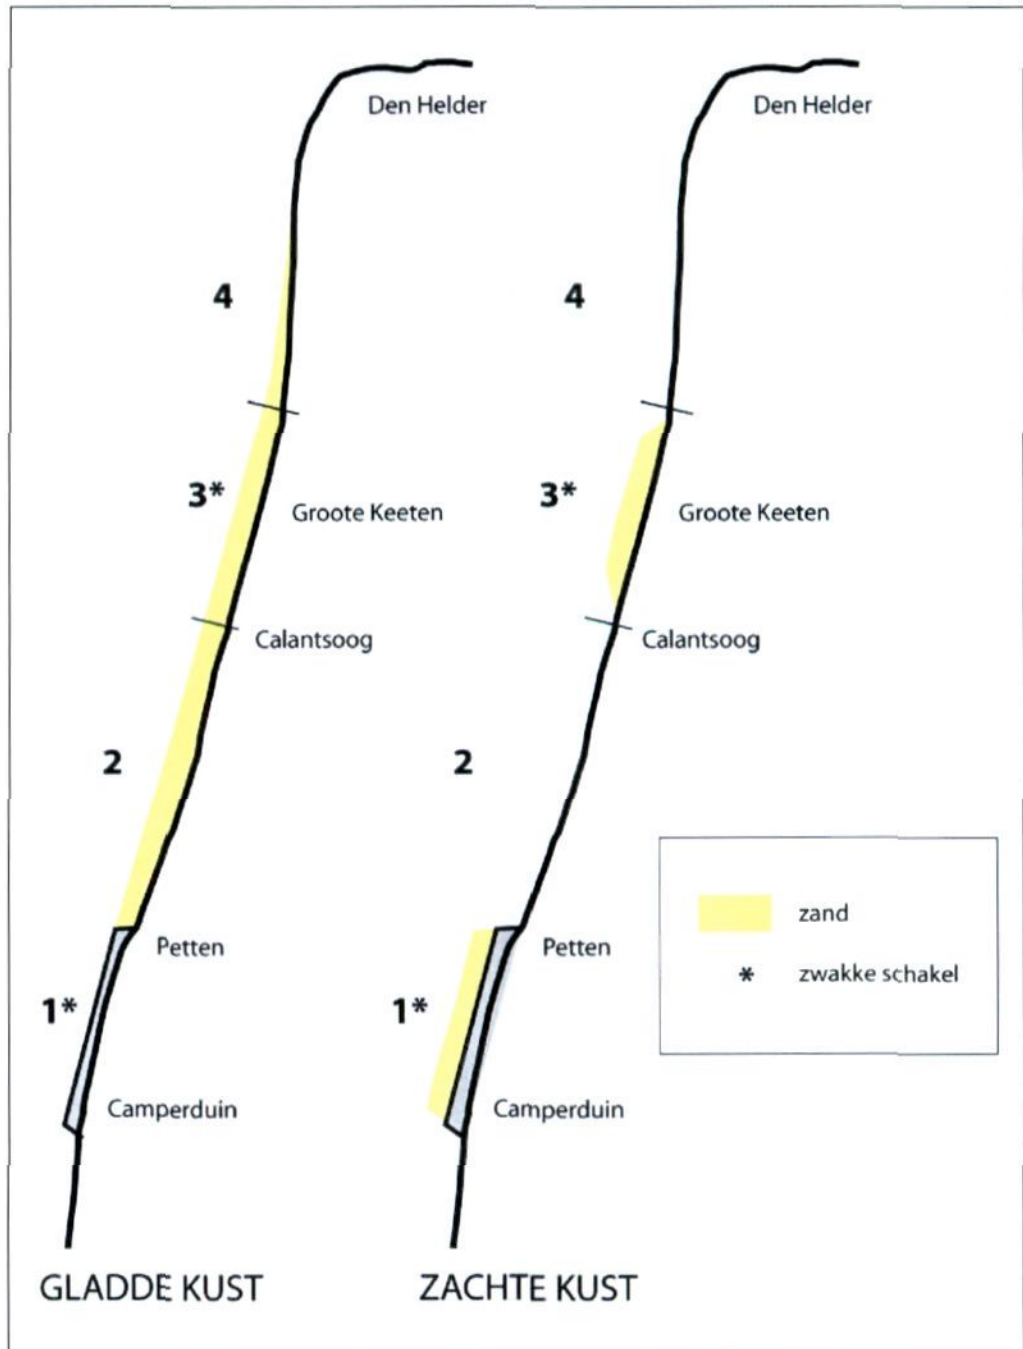 Den Helder
4
3*
Groote Keeten
Calantsoog
2
Petten
1*
Camperduin
GLADDE KUST
Den Helder
4
3*
Groote Keeten
Calantsoog
2
Petten
1*
Camperduin
ZACHTE KUST
zand
* zwakke schakel